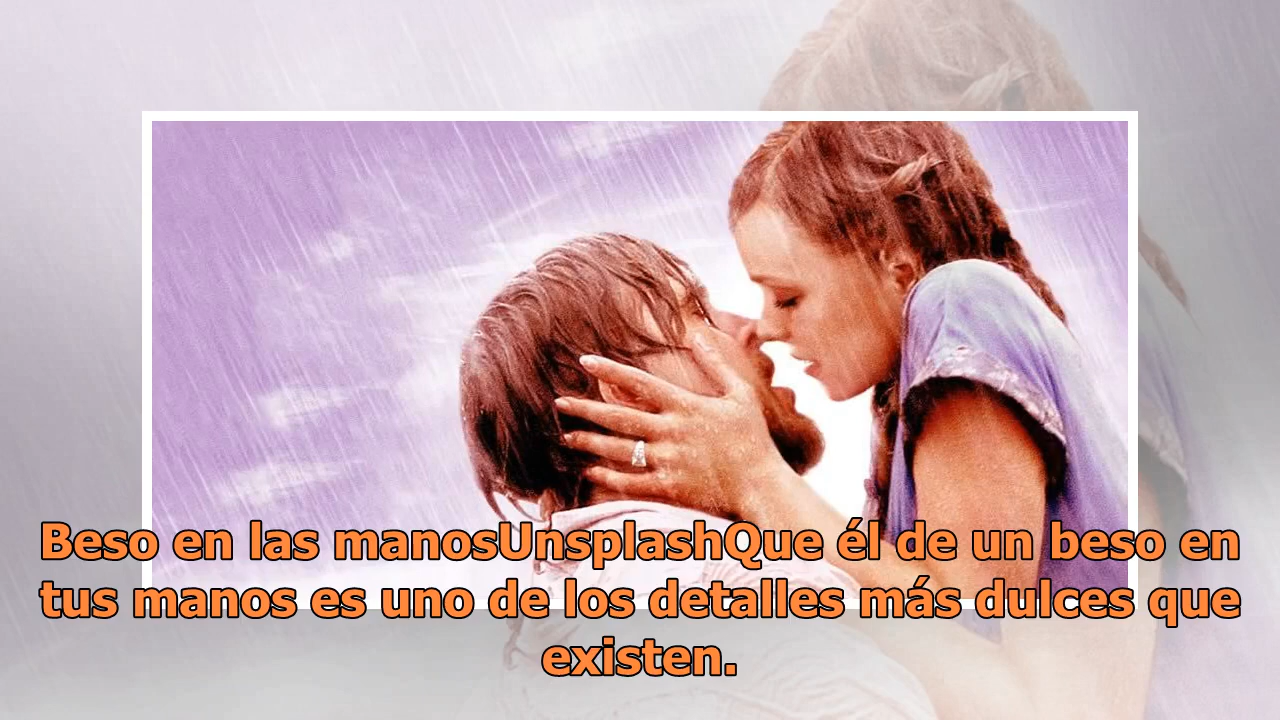 Beso en las manosUnsplashQue él de un beso en
tus manos es uno de los detalles más dulces que
existen.